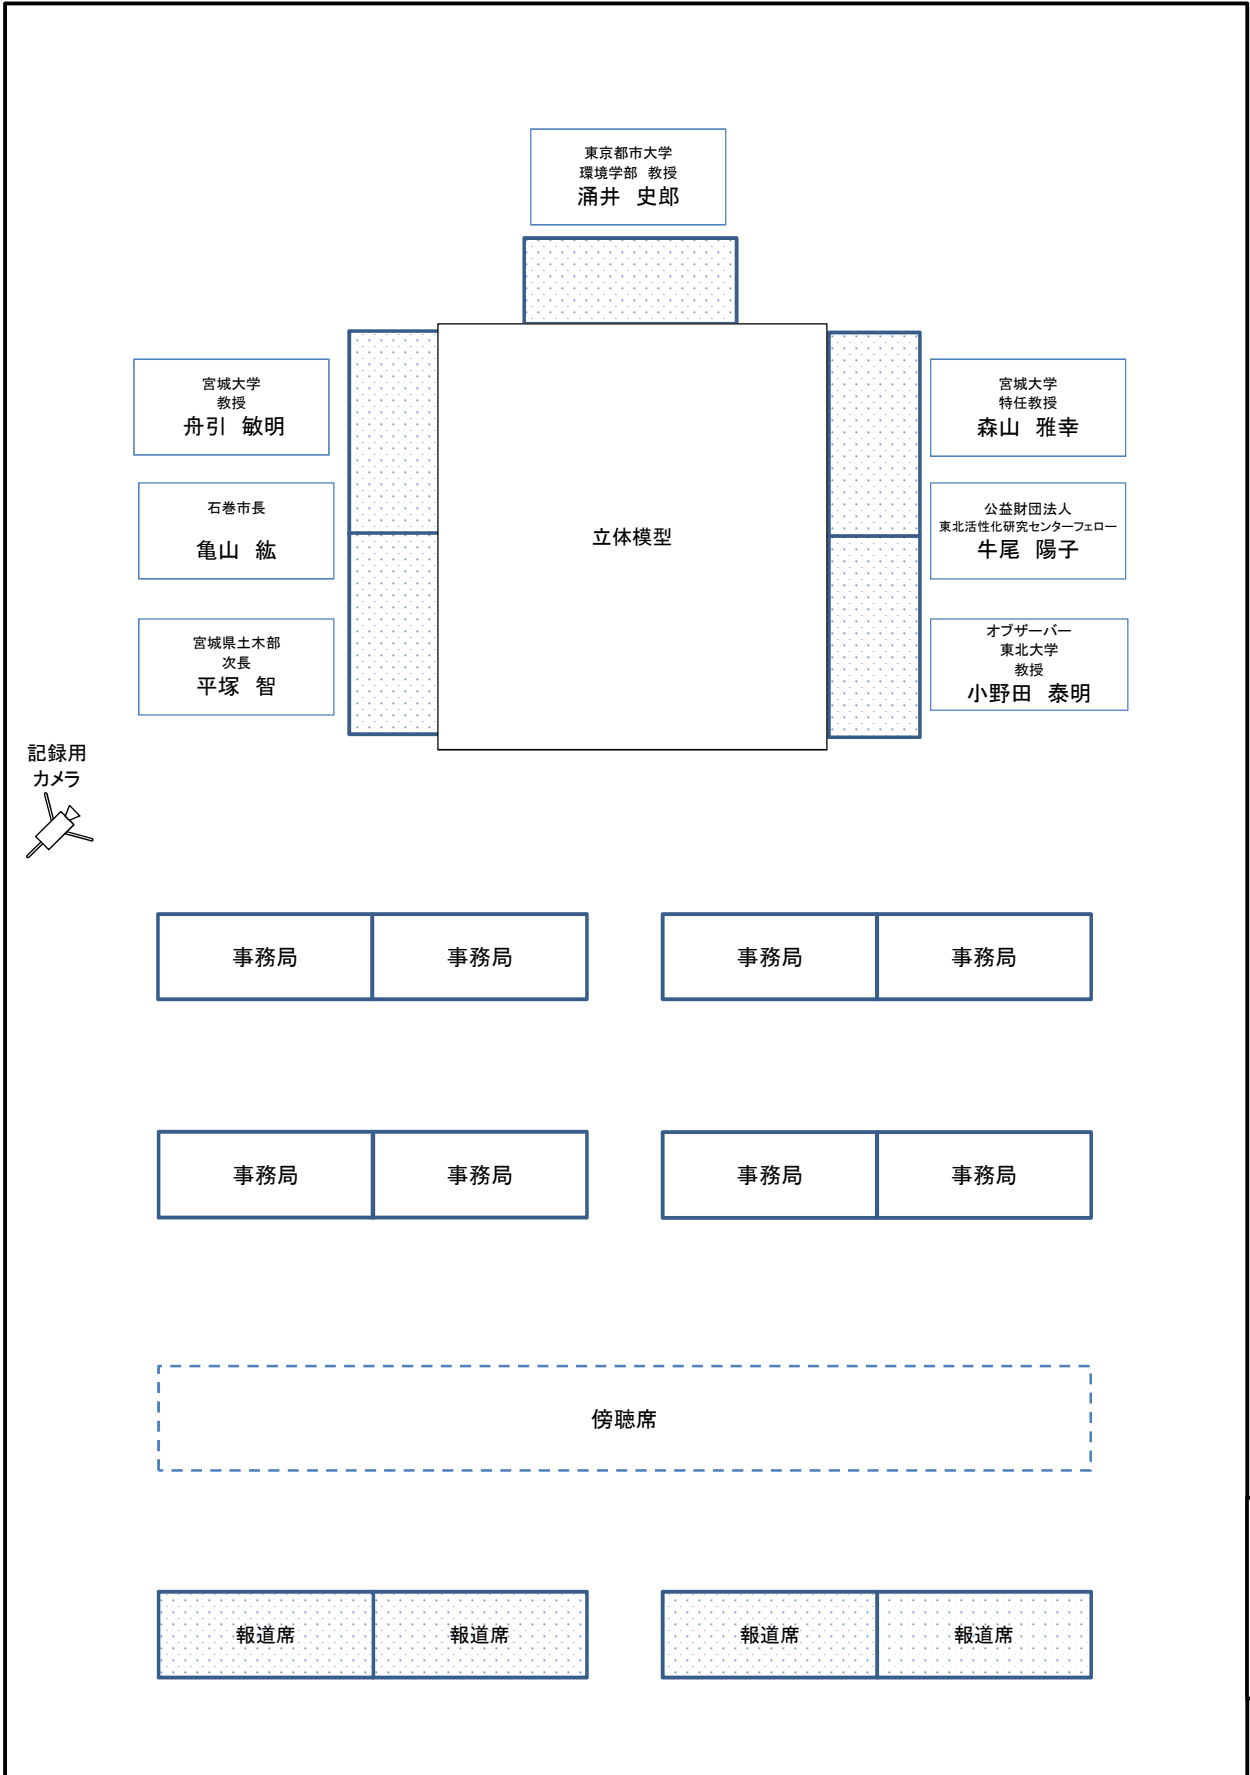 東京都市大学
環境学部 教授
涌井 史郎
宮城大学
教授
舟引 敏明
石巻市長
亀山 紘
宮城県土木部
次長
平塚 智
立体模型
宮城大学
特任教授
森山 雅幸
公益財団法人
東北活性化研究センターフェロー
牛尾 陽子
オブザーバー
東北大学
教授
小野田 泰明
記録用
カメラ
事務局 事務局 事務局 事務局
事務局 事務局 事務局 事務局
傍聴席
報道席 報道席 報道席 報道席